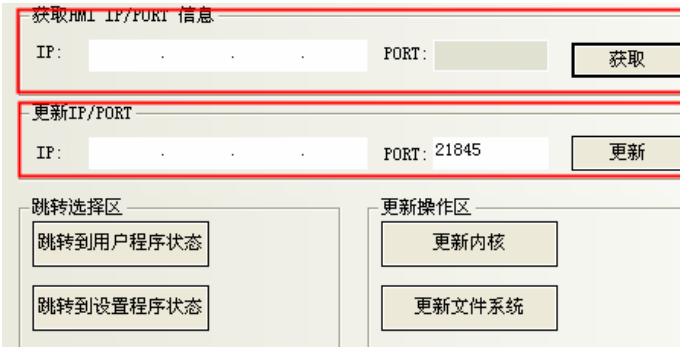 获取HMI IP/PORT 信息
IP: . . . PORT: 获取
更新IP/PORT
IP: . . . PORT: 21845 更新
跳转选择区 更新操作区
跳转到用户程序状态 更新内核
跳转到设置程序状态 更新文件系统